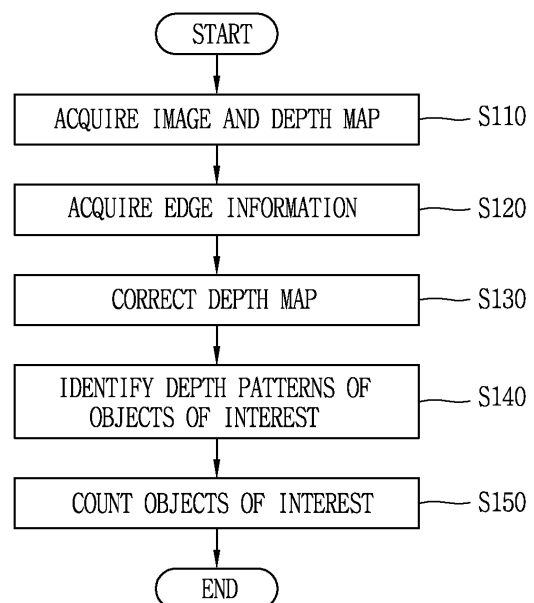 START
ACQUIRE IMAGE AND DEPTH MAP
S110
ACQUIRE EDGE INFORMATION
S120
CORRECT DEPTH MAP
S130
IDENTIFY DEPTH PATTERNS OF
OBJECTS OF INTEREST
S140
COUNT OBJECTS OF INTEREST
S150
END